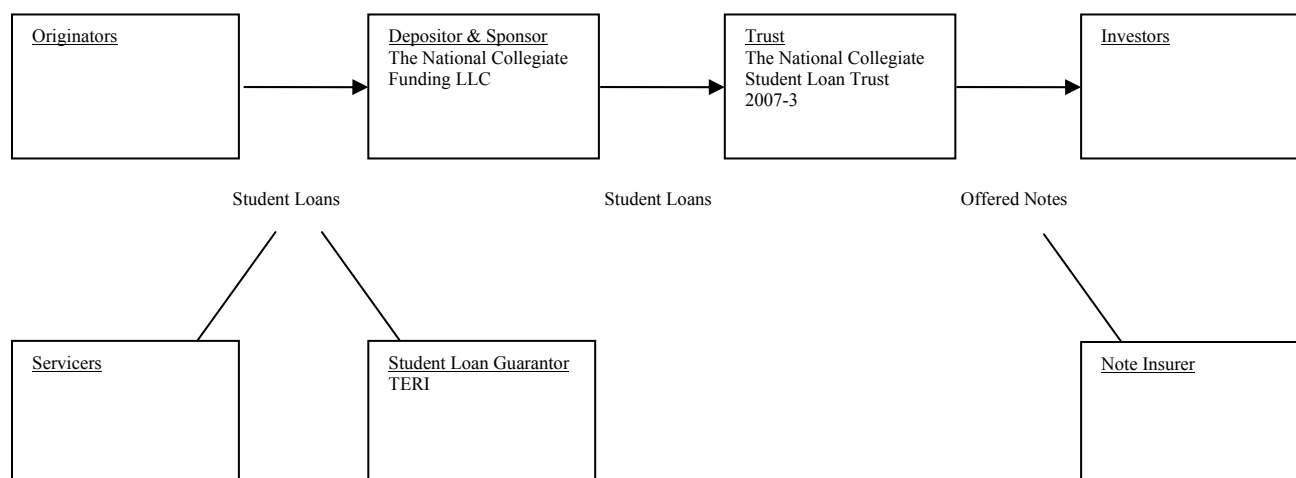 Originators
Depositor & Sponsor
The National Collegiate
Funding LLC
Trust
The National Collegiate
Student Loan Trust
2007-3
Investors
Student Loans
Student Loans
Offered Notes
Servicers
Student Loan Guarantor
TERI
Note Insurer